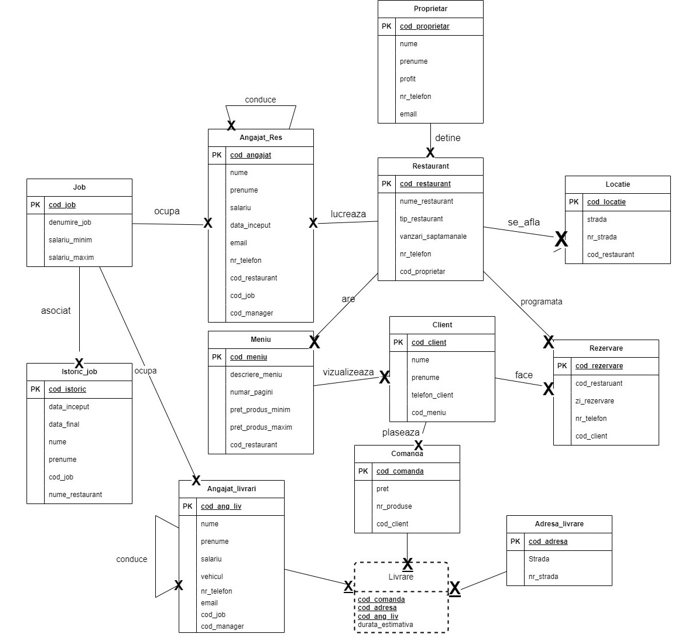 Proprietar
PK cod_proprietar
nume
prenume
profit
nr_telefon
email
detine
conduce
Angajat_Res
PK cod_angajat
nume
prenume
salariu
data_inceput
email
nr_telefon
cod_restaurant
cod_job
cod_manager
lucreaza
Restaurant
PK cod_restaurant
nume_restaurant
tip_restaurant
vanzari_saptamanale
nr_telefon
cod_proprietar
se_afla
Locatie
PK cod_locatie
strada
nr_strada
cod_restaurant
Job
PK cod_job
denumire_job
salariu_minim
salariu_maxim
ocupa
asociat
ocupa
are
programata
Istoric_job
PK cod_istoric
data_inceput
data_final
nume
prenume
cod_job
nume_restaurant
Meniu
PK cod_meniu
descriere_meniu
numar_pagini
pret_produs_minim
pret_produs_maxim
cod_restaurant
vizualizeaza
Client
PK cod_client
nume
prenume
telefon_client
cod_meniu
face
Rezervare
PK cod_rezervare
cod_restaruant
zi_rezervare
nr_telefon
cod_client
plaseaza
Comanda
PK cod_comanda
pret
nr_produse
cod_client
Angajat_livrari
PK cod_ang_liv
nume
prenume
salariu
vehicul
nr_telefon
email
cod_job
cod_manager
conduce
Livrare
cod_comanda
cod_adresa
cod_ang_liv
durata_estimativa
Adresa_livrare
PK cod_adresa
Strada
nr_strada